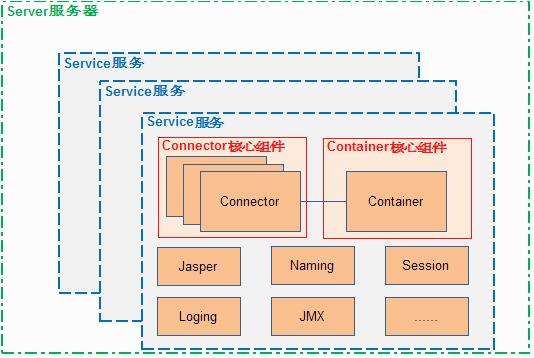 Server服务器
Service服务
Service服务
Service服务
Connector核心组件
Container核心组件
Connector
Container
Jasper
Naming
Session
Loging
JMX
......